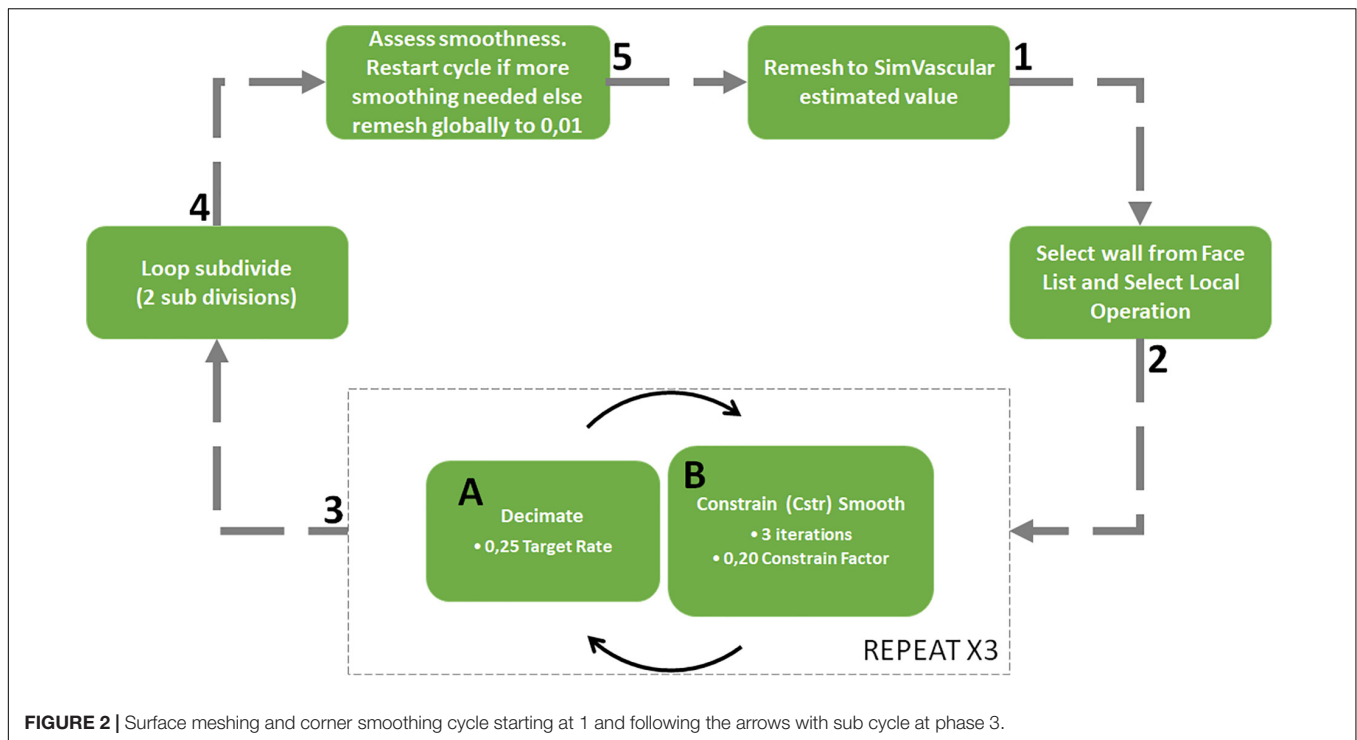 Assess smoothness.
Restart cycle if more
smoothing needed else
remesh globally to 0,01
5
Remesh to SimVascular
estimated value
1
4
Loop subdivide
(2 sub divisions)
Select wall from Face
List and Select Local
Operation
2
3
A
Decimate
• 0,25 Target Rate
B
Constrain (Cstr) Smooth
• 3 iterations
• 0,20 Constrain Factor
REPEAT X3
FIGURE 2 | Surface meshing and corner smoothing cycle starting at 1 and following the arrows with sub cycle at phase 3.